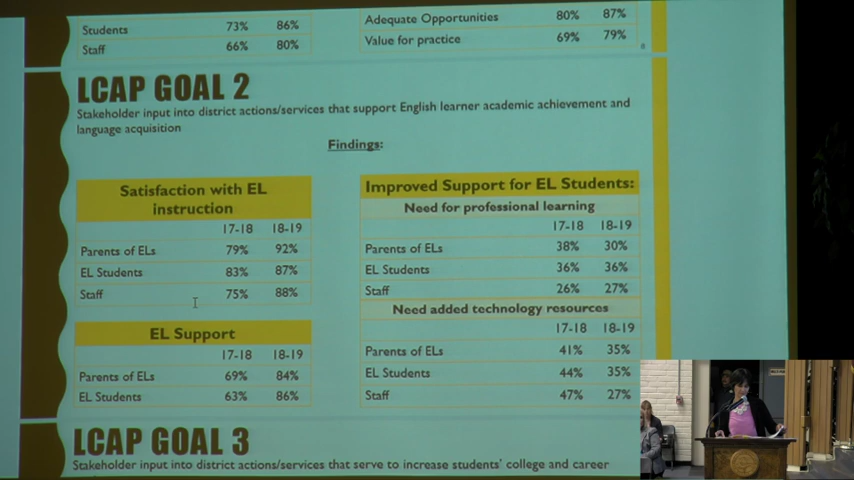 Students 73% 86%
Staff 66% 80%
Adequate Opportunities 80% 87%
Value for practice 69% 79%
8
LCAP GOAL 2
Stakeholder input into district actions/services that support English learner academic achievement and
language acquisition
Findings:
Satisfaction with EL
instruction
17-18 18-19
Parents of ELs 79% 92%
EL Students 83% 87%
Staff 75% 88%
EL Support
17-18 18-19
Parents of ELs 69% 84%
EL Students 63% 86%
Improved Support for EL Students:
Need for professional learning
17-18 18-19
Parents of ELs 38% 30%
EL Students 36% 36%
Staff 26% 27%
Need added technology resources
17-18 18-19
Parents of ELs 41% 35%
EL Students 44% 35%
Staff 47% 27%
LCAP GOAL 3
Stakeholder input into district actions/services that serve to increase students' college and career